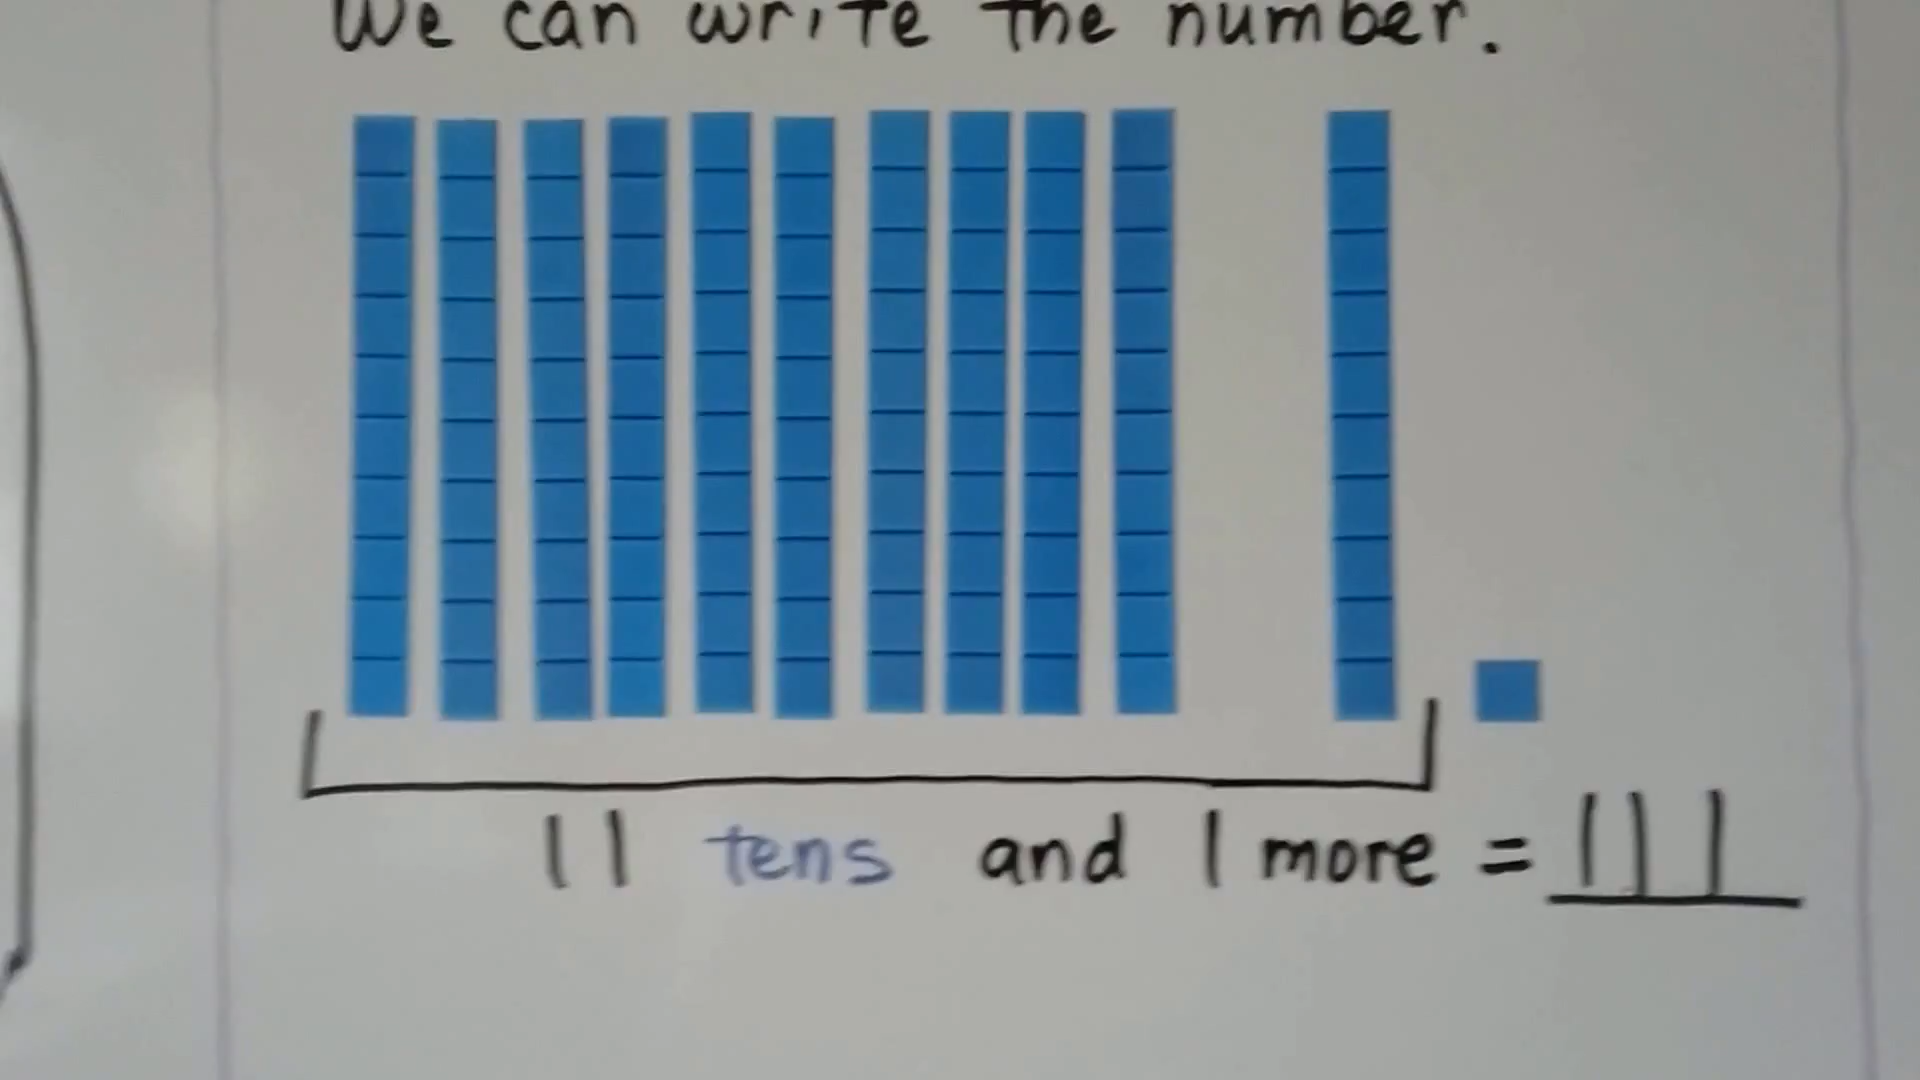 We can write the number.
11 tens and 1 more = 111